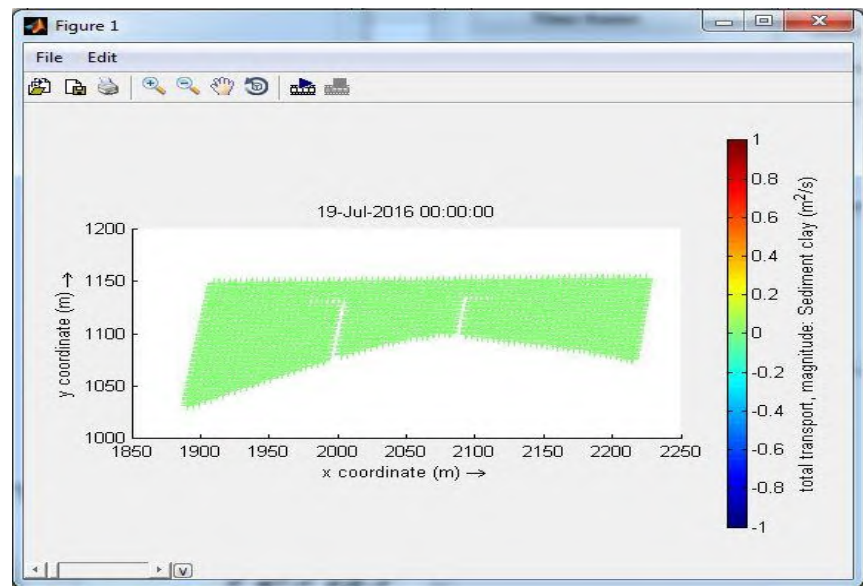 Figure 1
File Edit
19-Jul-2016 00:00:00
1200
1150
1100
1050
1000
y coordinate (m) →
1850 1900 1950 2000 2050 2100 2150 2200 2250
x coordinate (m) →
1
0.8
0.6
0.4
0.2
0
-0.2
-0.4
-0.6
-0.8
-1
total transport, magnitude: Sediment clay (m²/s)
V